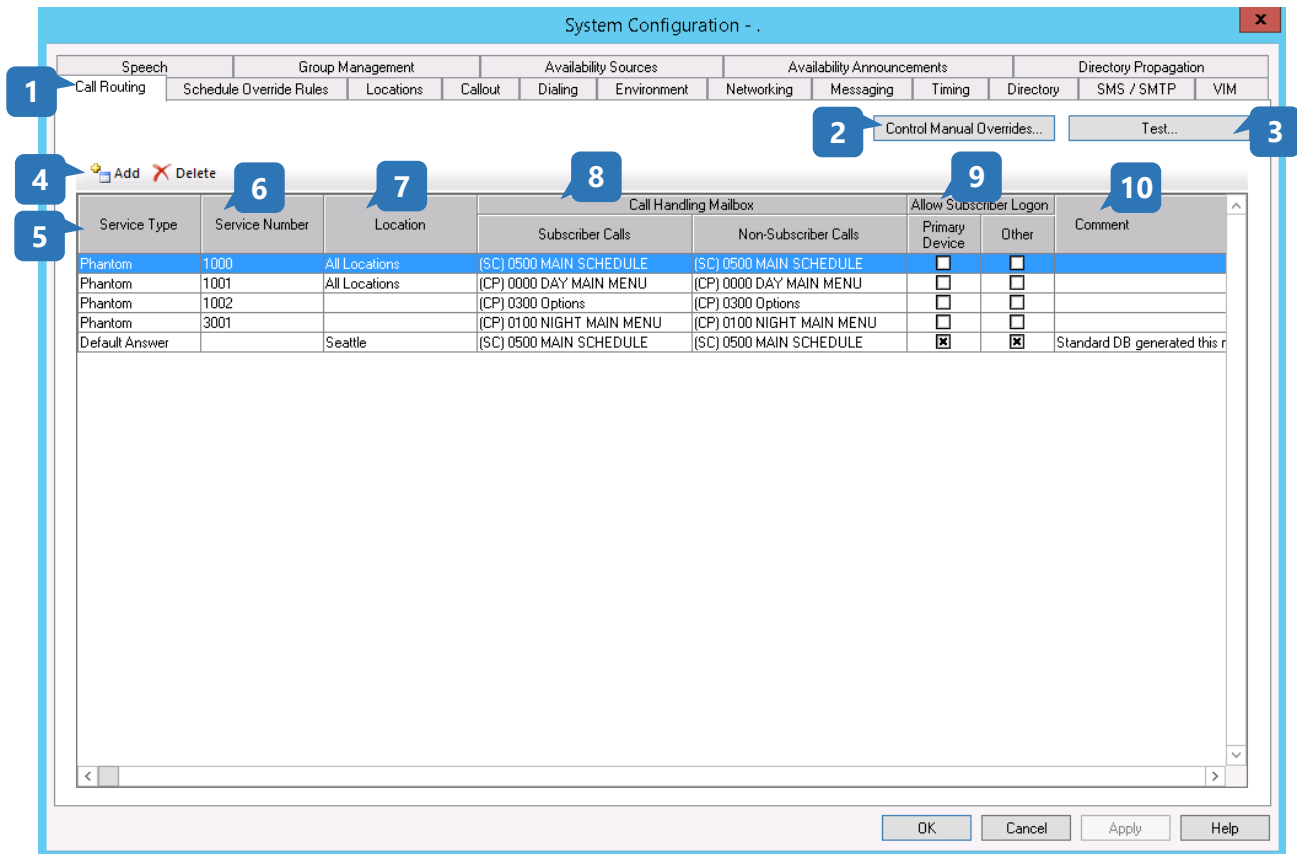 System Configuration - .
x
Speech Group Management Availability Sources Availability Announcements Directory Propagation
1 Call Routing Schedule Override Rules Locations Callout Dialing Environment Networking Messaging Timing Directory SMS / SMTP VIM
2 Control Manual Overrides... Test... 3
4 Add Delete
6 7 8 9 10
5 Service Type Service Number Location Call Handling Mailbox Allow Subscriber Logon Comment
Subscriber Calls Non-Subscriber Calls Primary Device Other
Phantom 1000 All Locations (SC) 0500 MAIN SCHEDULE (SC) 0500 MAIN SCHEDULE
Phantom 1001 All Locations (CP) 0000 DAY MAIN MENU (CP) 0000 DAY MAIN MENU
Phantom 1002 (CP) 0300 Options (CP) 0300 Options
Phantom 3001 (CP) 0100 NIGHT MAIN MENU (CP) 0100 NIGHT MAIN MENU
Default Answer Seattle (SC) 0500 MAIN SCHEDULE (SC) 0500 MAIN SCHEDULE Standard DB generated this r
OK Cancel Apply Help